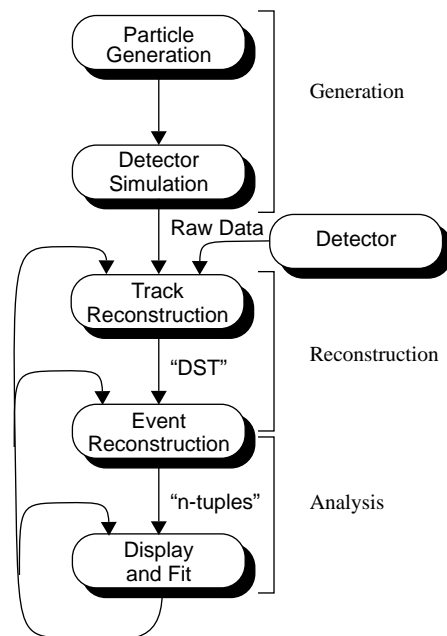 Particle
Generation
Generation
Detector
Simulation
Raw Data
Detector
Track
Reconstruction
Reconstruction
“DST”
Event
Reconstruction
“n-tuples”
Analysis
Display
and Fit